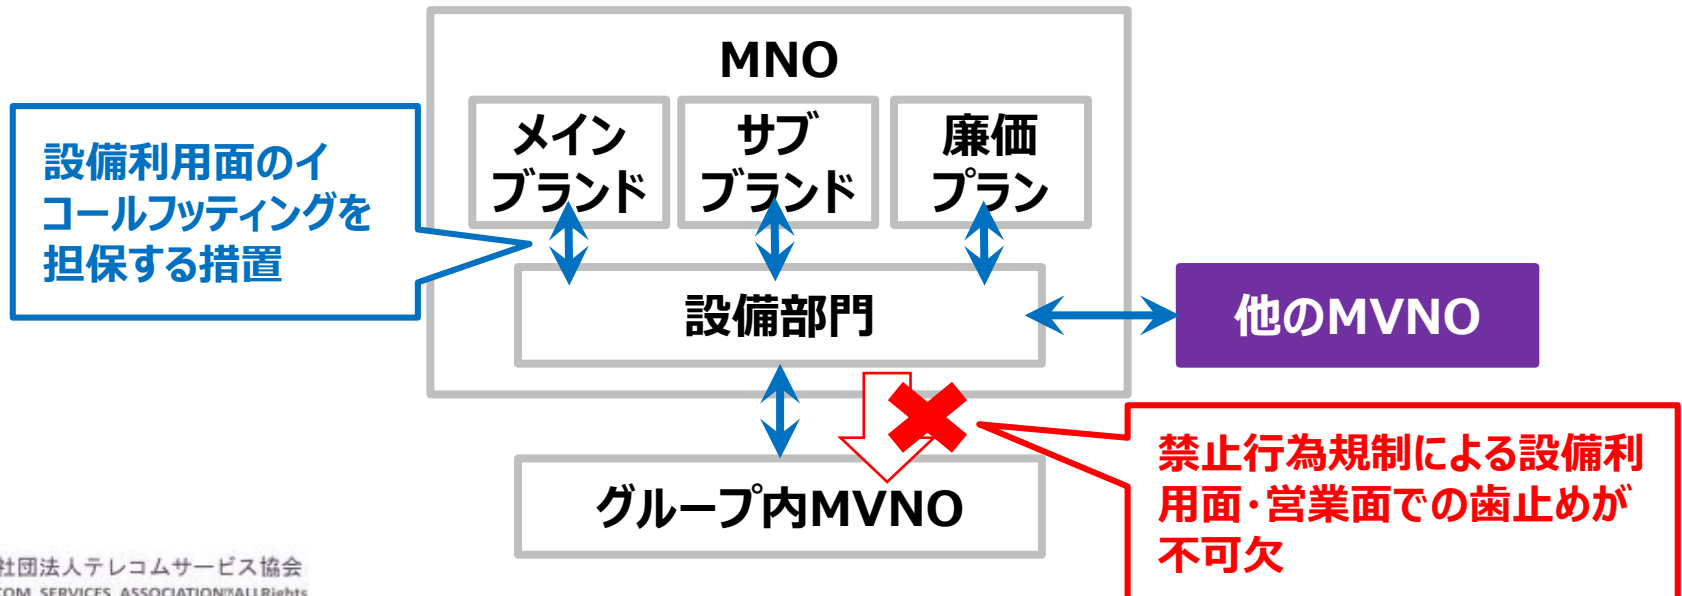 MNO
メイン
ブランド
サブ
ブランド
廉価
プラン
設備利用面のイ
コールフッティングを
担保する措置
設備部門
他のMVNO
グループ内MVNO
禁止行為規制による設備利
用面・営業面での歯止めが
不可欠
社団法人テレコムサービス協会
COM SERVICES ASSOCIATION ALL Rights